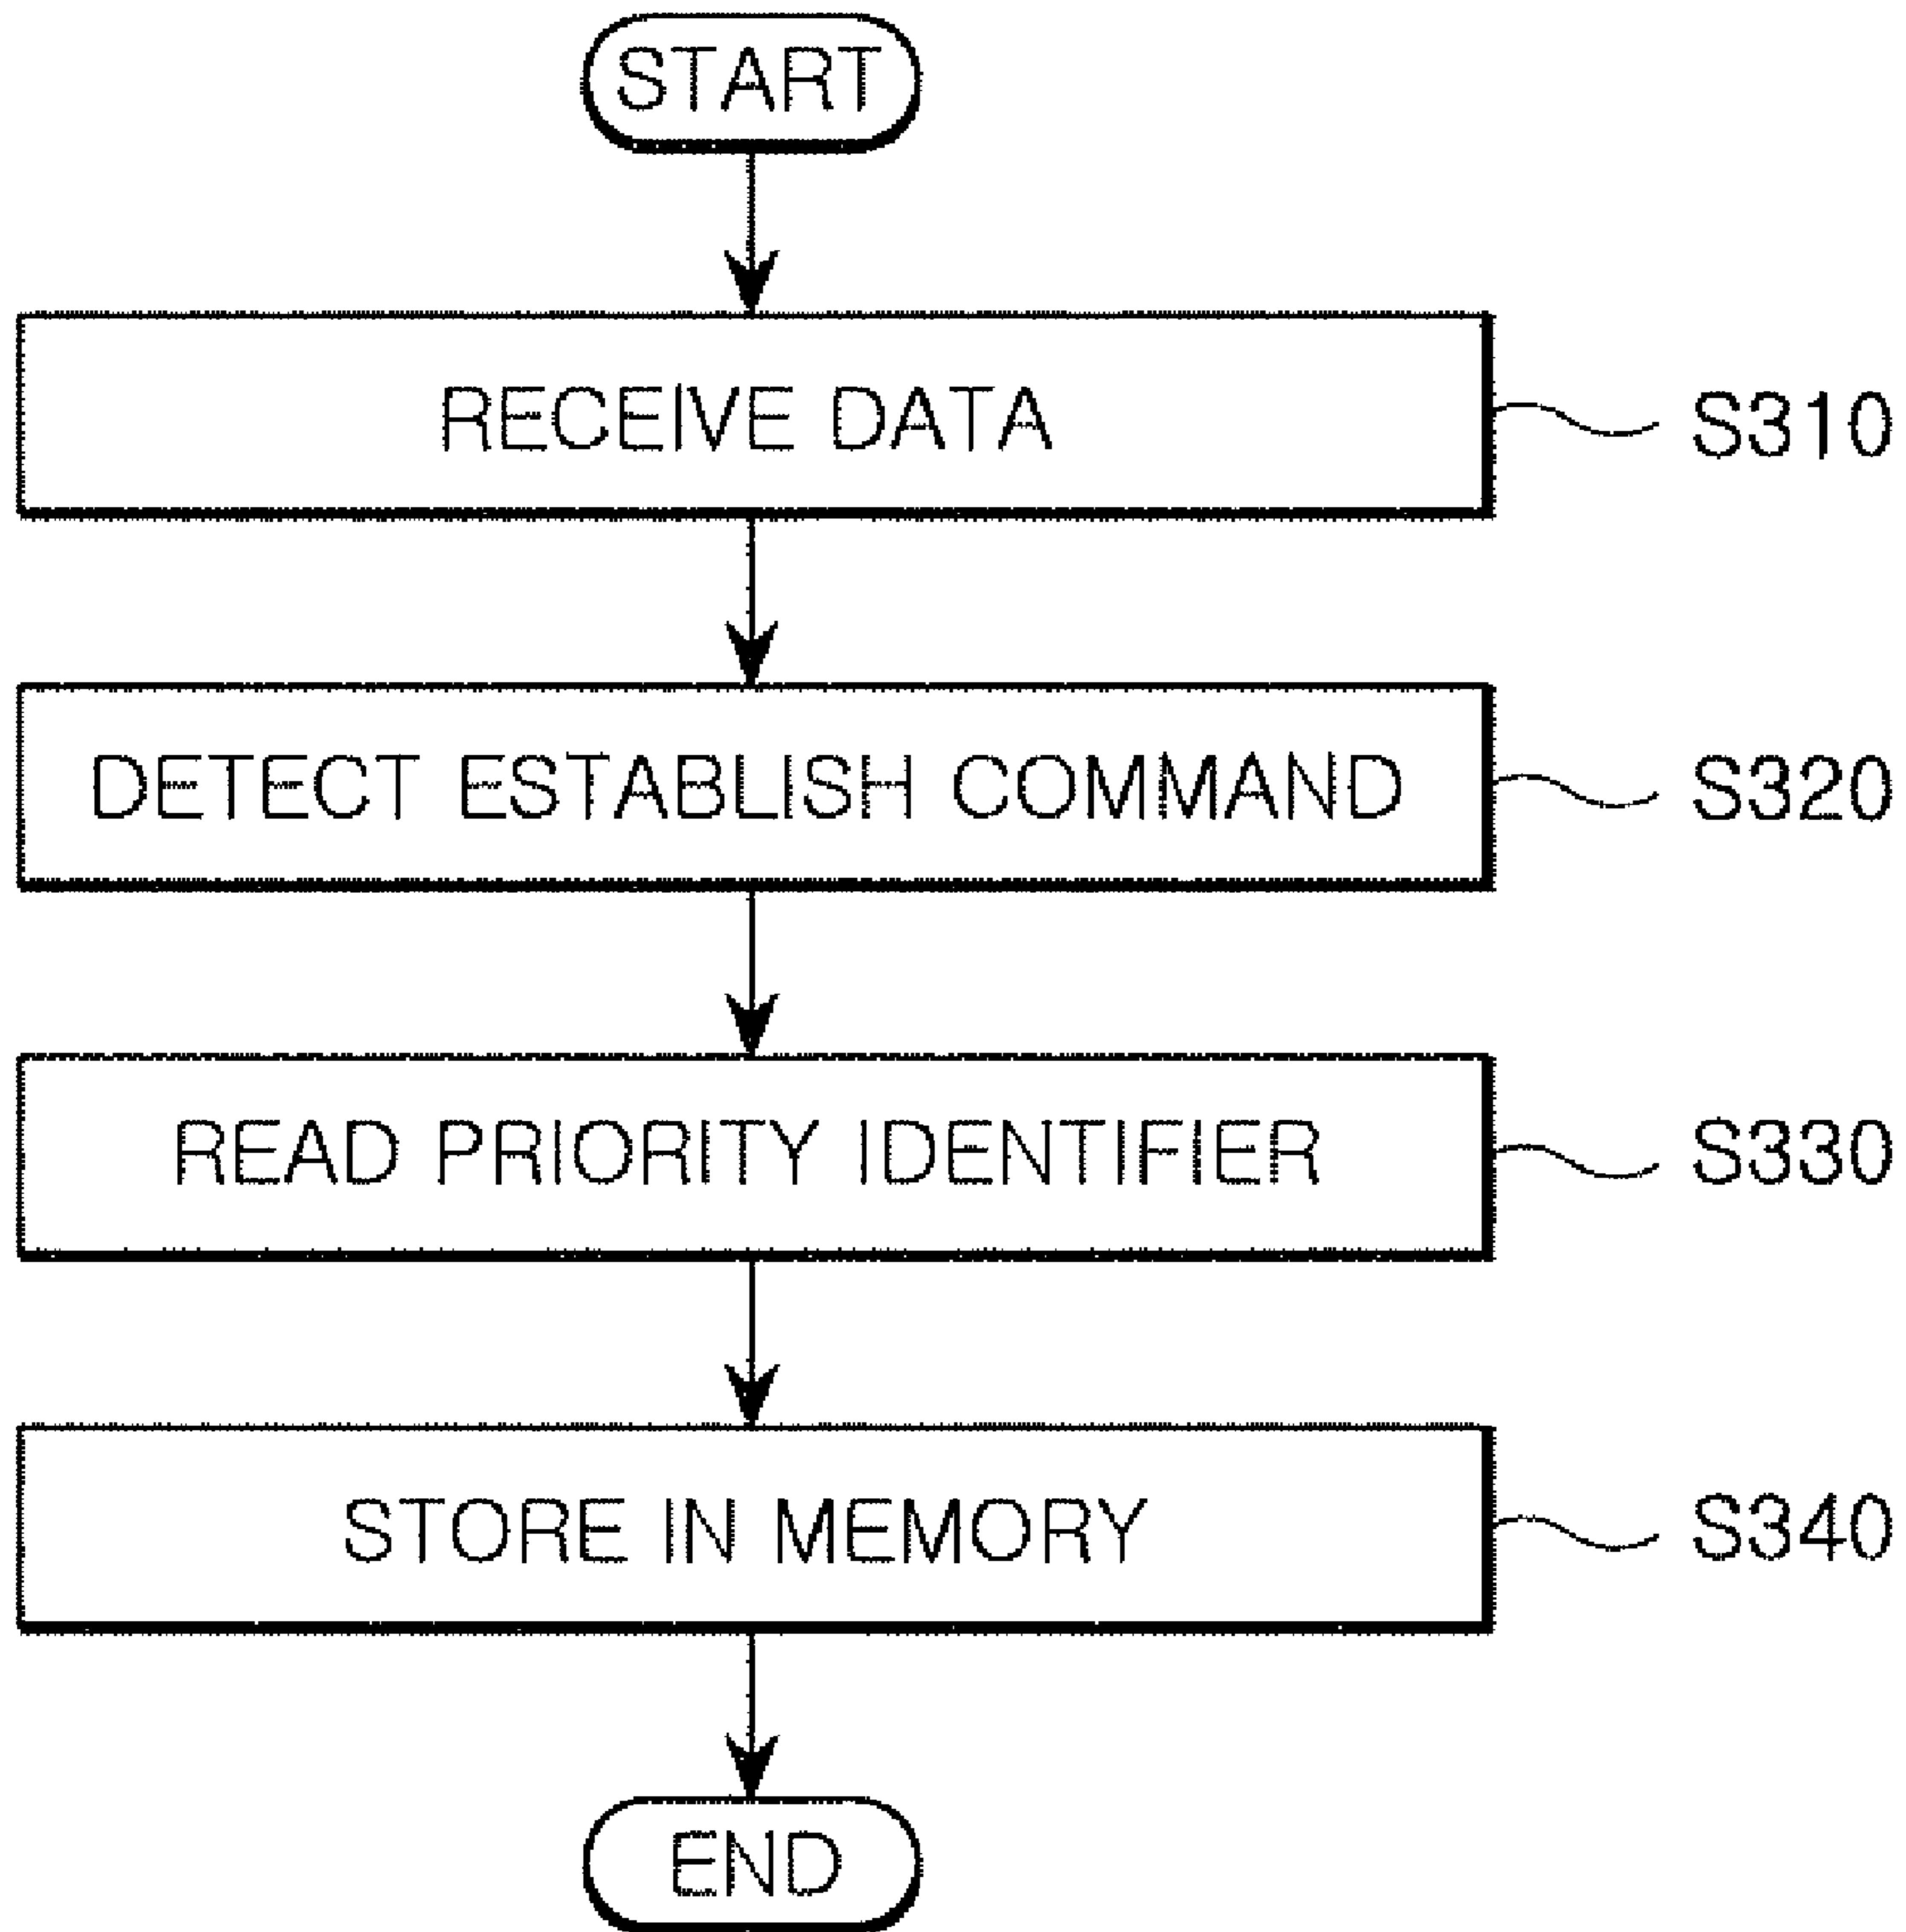 START
RECEIVE DATA
S310
DETECT ESTABLISH COMMAND
S320
READ PRIORITY IDENTIFIER
S330
STORE IN MEMORY
S340
END